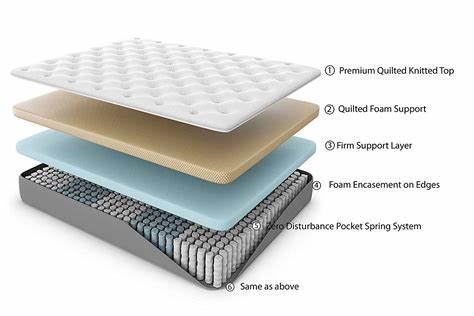 ① Premium Quilted Knitted Top
② Quilted Foam Support
③ Firm Support Layer
④ Foam Encasement on Edges
⑤ Zero Disturbance Pocket Spring System
⑥ Same as above